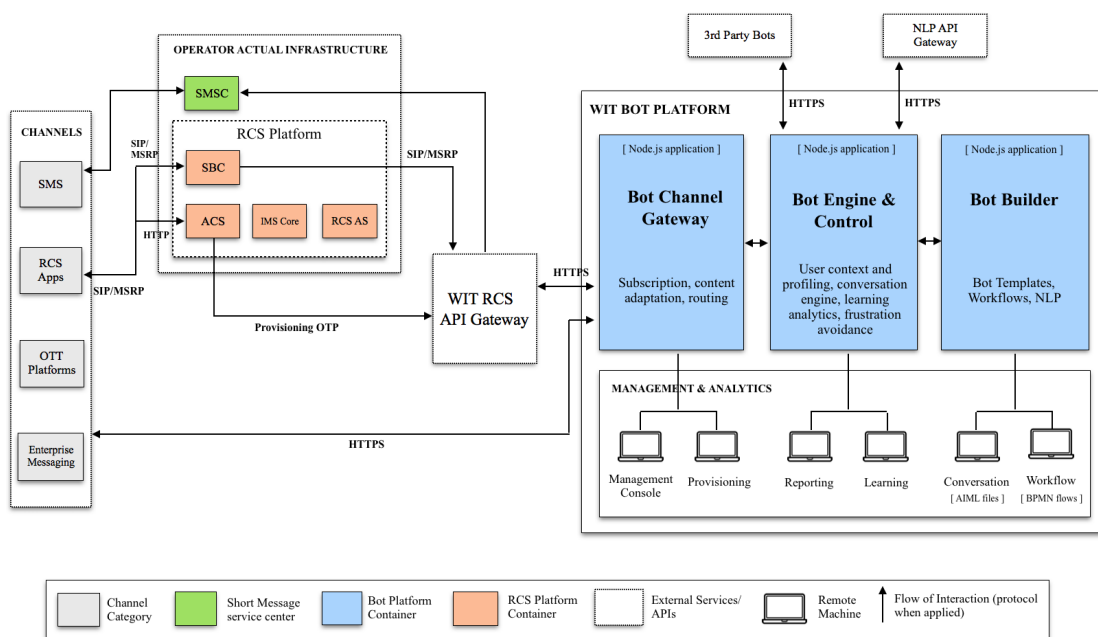 3rd Party Bots
NLP API
Gateway
OPERATOR ACTUAL INFRASTRUCTURE
SMSC
HTTPS
HTTPS
WIT BOT PLATFORM
CHANNELS
RCS Platform
SIP/
MSRP
SIP/MSRP
SBC
SMS
ACS
IMS Core
RCS AS
HTTP
RCS
Apps
SIP/MSRP
[ Node.js application ]
Bot Channel
Gateway
Subscription, content
adaptation, routing
[ Node.js application ]
Bot Engine &
Control
User context and
profiling, conversation
engine, learning
analytics, frustration
avoidance
[ Node.js application ]
Bot Builder
Bot Templates,
Workflows, NLP
HTTPS
WIT RCS
API Gateway
Provisioning OTP
OTT
Platforms
Enterprise
Messaging
HTTPS
MANAGEMENT & ANALYTICS
Management
Console
Provisioning
Reporting
Learning
Conversation
[ AIML files ]
Workflow
[ BPMN flows ]
Channel
Category
Short Message
service center
Bot Platform
Container
RCS Platform
Container
External Services/
APIs
Remote
Machine
Flow of Interaction (protocol
when applied)